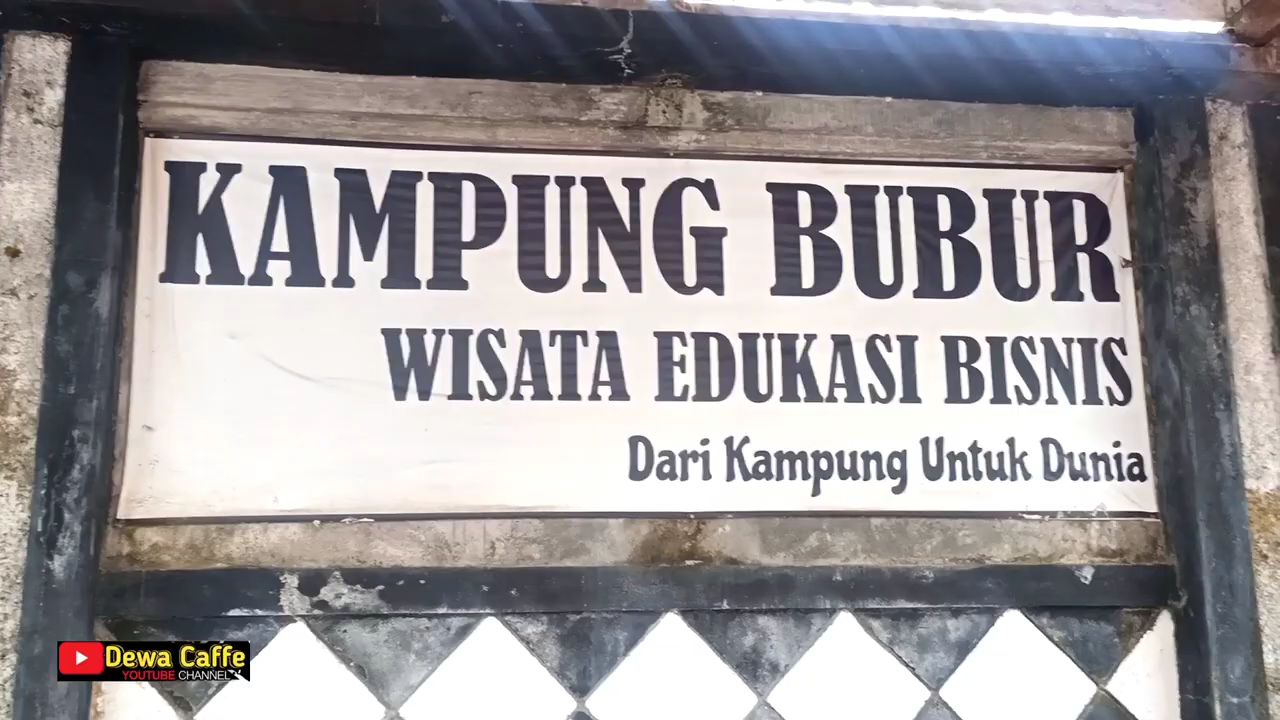 KAMPUNG BUBUR
WISATA EDUKASI BISNIS
Dari Kampung Untuk Dunia
Dewa Caffe
YOUTUBE CHANNEL